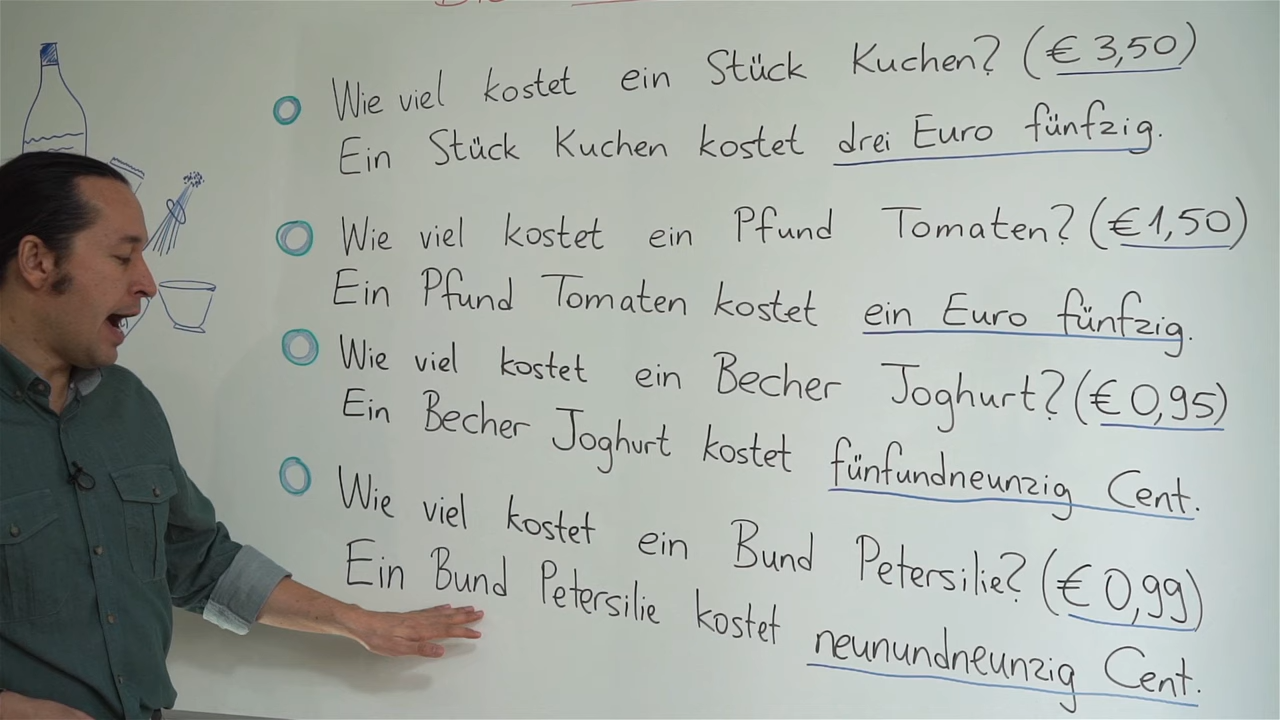 Wie viel kostet ein Stück Kuchen? (€ 3,50)
Ein Stück Kuchen kostet drei Euro fünfzig.
Wie viel kostet ein Pfund Tomaten? (€1,50)
Ein Pfund Tomaten kostet ein Euro fünfzig.
Wie viel kostet ein Becher Joghurt? (€ 0,95)
Ein Becher Joghurt kostet fünfundneunzig Cent.
Wie viel kostet ein Bund Petersilie? (€ 0,99)
Ein Bund Petersilie kostet neunundneunzig Cent.